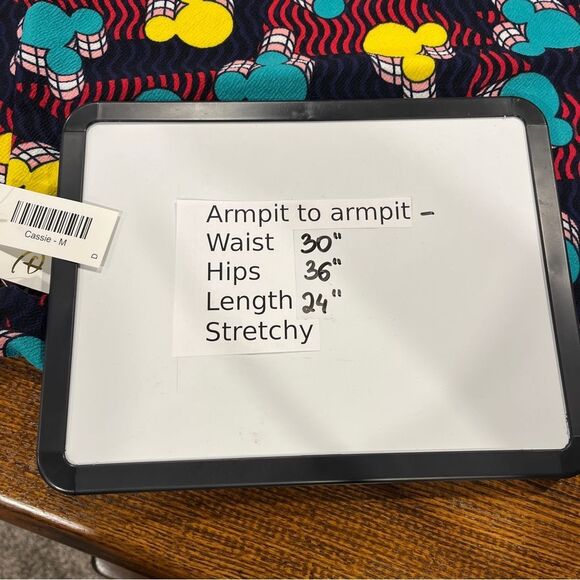 Armpit to armpit -
Waist 30"
Hips 36"
Length 24"
Stretchy
Cassie - M
D